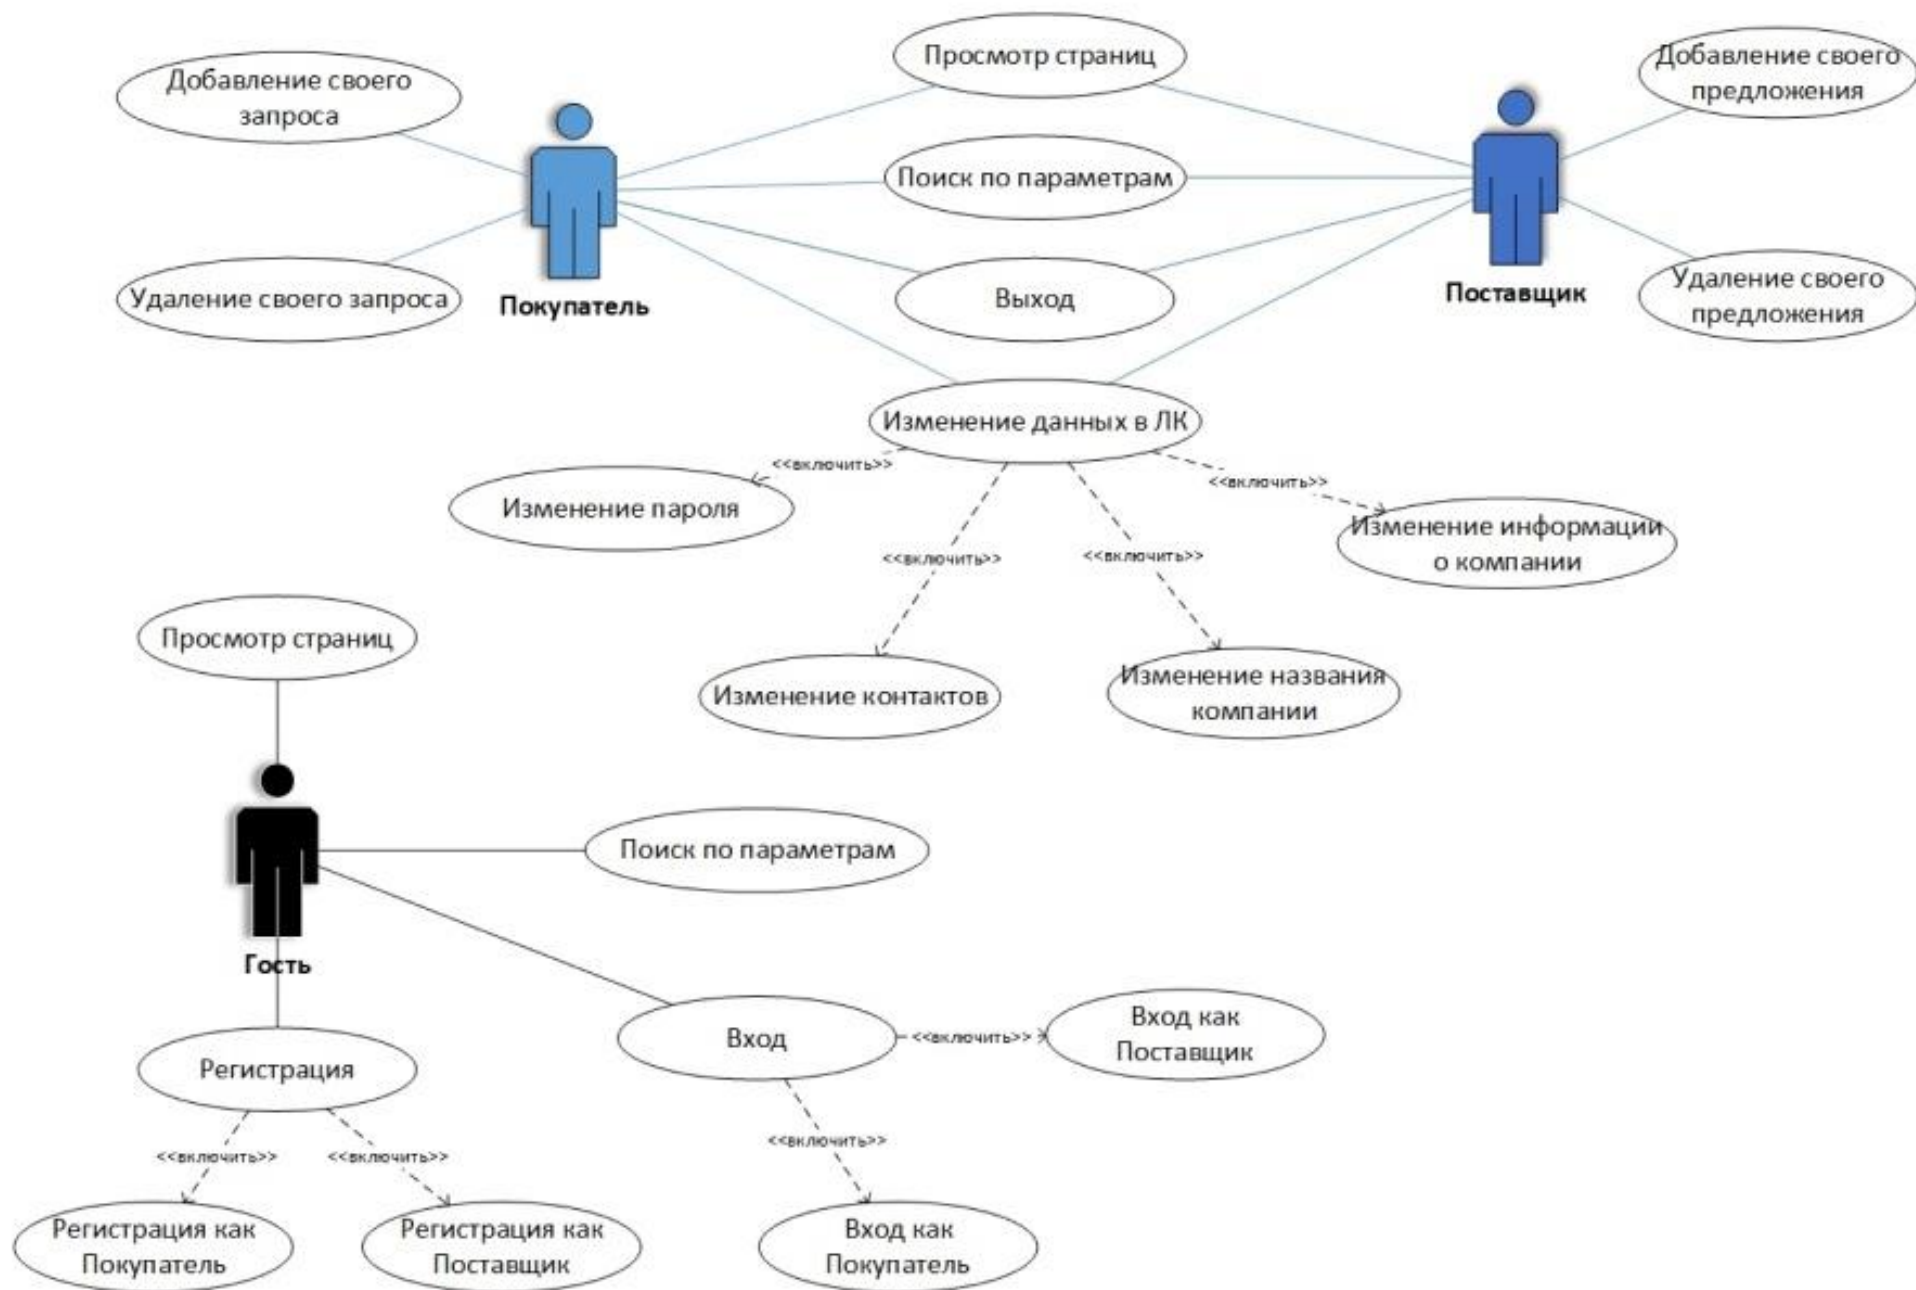 Добавление своего
запроса
Просмотр страниц
Добавление своего
предложения
Поиск по параметрам
Удаление своего запроса
Покупатель
Выход
Поставщик
Удаление своего
предложения
Изменение данных в ЛК
<<включить>>
<<включить>>
Изменение пароля
Изменение информации
о компании
<<включить>>
<<включить>>
Просмотр страниц
Изменение контактов
Изменение названия
компании
Поиск по параметрам
Гость
Регистрация
Вход
<<включить>>
Вход как
Поставщик
<<включить>>
<<включить>>
<<включить>>
Регистрация как
Покупатель
Регистрация как
Поставщик
Вход как
Покупатель